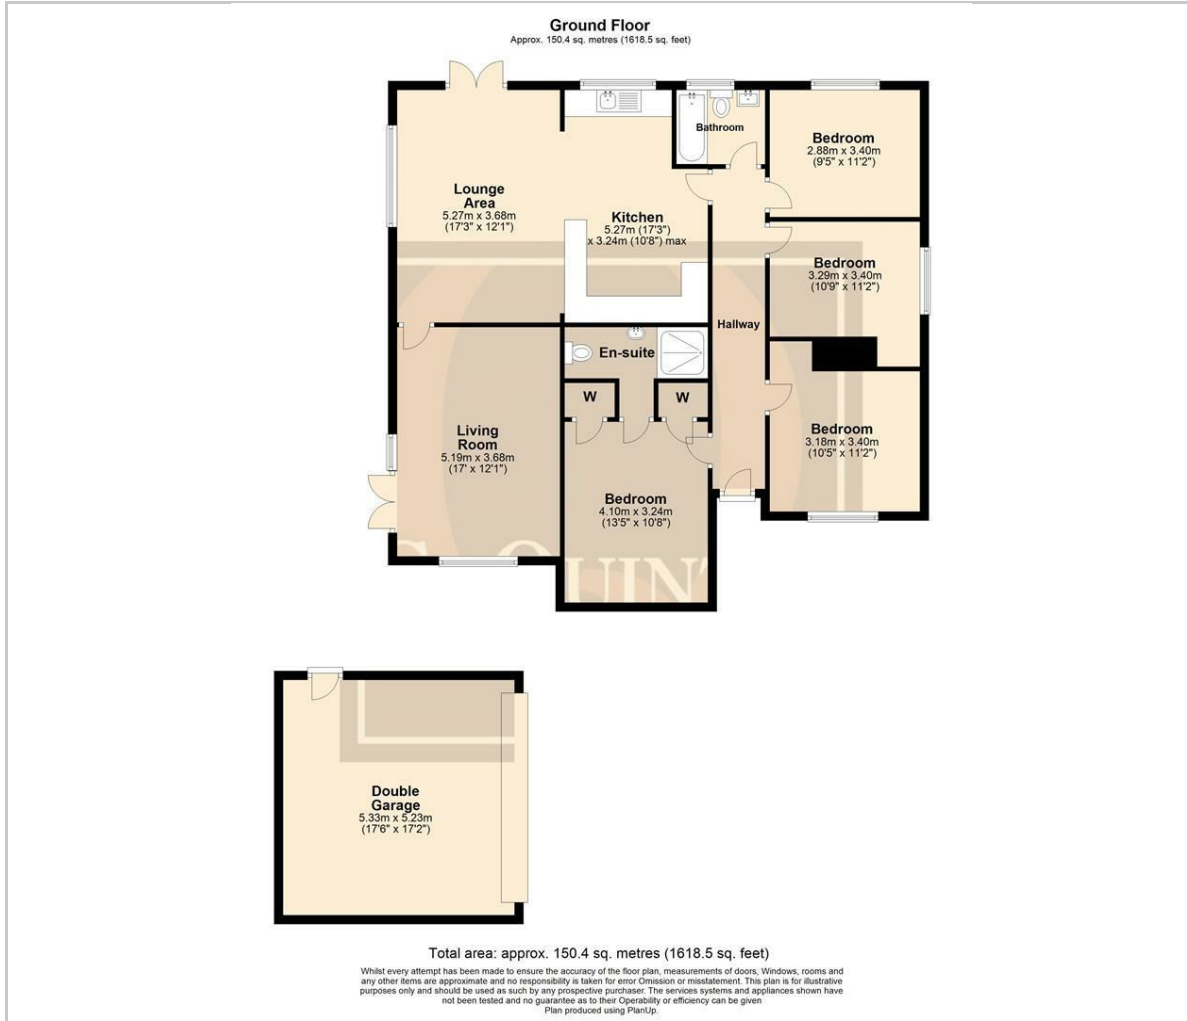 Ground Floor
Approx. 150.4 sq. metres (1618.5 sq. feet)
Bathroom
Bedroom
2.88m x 3.40m
(9'5" x 11'2")
Lounge
Area
5.27m x 3.68m
(17'3" x 12'1")
Kitchen
5.27m (17'3")
x 3.24m (10'8") max
Bedroom
3.29m x 3.40m
(10'9" x 11'2")
Hallway
En-suite
W
W
Living
Room
5.19m x 3.68m
(17' x 12'1")
Bedroom
3.18m x 3.40m
(10'5" x 11'2")
Bedroom
4.10m x 3.24m
(13'5" x 10'8")
Double
Garage
5.33m x 5.23m
(17'6" x 17'2")
Total area: approx. 150.4 sq. metres (1618.5 sq. feet)
Whilst every attempt has been made to ensure the accuracy of the floor plan, measurements of doors, Windows, rooms and
any other items are approximate and no responsibility is taken for error Omission or misstatement. This plan is for illustrative
purposes only and should be used as such by any prospective purchaser. The services systems and appliances shown have
not been tested and no guarantee as to their Operability or efficiency can be given
Plan produced using PlanUp.